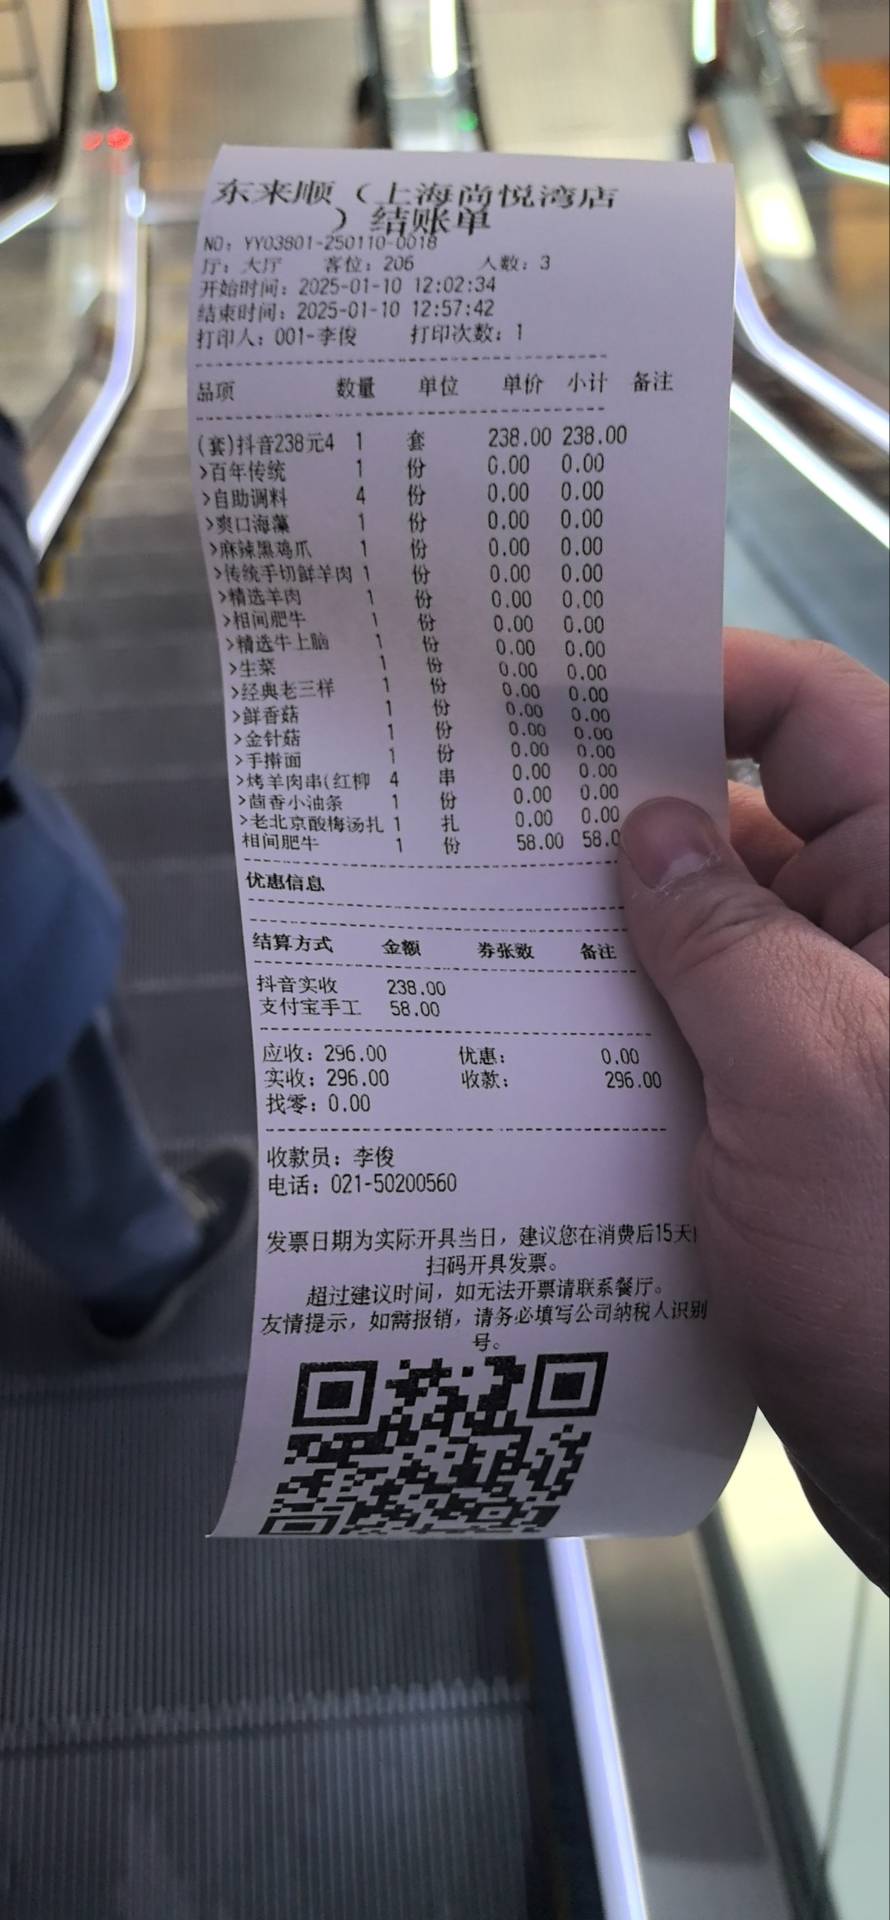 东来顺（上海尚悦湾店
）结账单
NO: YY03801-250110-0018
厅: 大厅 客位: 206 人数: 3
开始时间: 2025-01-10 12:02:34
结束时间: 2025-01-10 12:57:42
打印人: 001-李俊 打印次数: 1
品项 数量 单位 单价 小计 备注
(套)抖音238元4 1 套 238.00 238.00
>百年传统 1 份 0.00 0.00
>自助调料 4 份 0.00 0.00
>爽口海藻 1 份 0.00 0.00
>麻辣黑鸡爪 1 份 0.00 0.00
>传统手切鲜羊肉 1 份 0.00 0.00
>精选羊肉 1 份 0.00 0.00
>相间肥牛 1 份 0.00 0.00
>精选牛上脑 1 份 0.00 0.00
>生菜 1 份 0.00 0.00
>经典老三样 1 份 0.00 0.00
>鲜香菇 1 份 0.00 0.00
>金针菇 1 份 0.00 0.00
>手擀面 1 份 0.00 0.00
>烤羊肉串(红柳 4 串 0.00 0.00
>茴香小油条 1 份 0.00 0.00
>老北京酸梅汤扎 1 扎 0.00 0.00
相间肥牛 1 份 58.00 58.0
优惠信息
结算方式 金额 券张数 备注
抖音实收 238.00
支付宝手工 58.00
应收: 296.00 优惠: 0.00
实收: 296.00 收款: 296.00
找零: 0.00
收款员: 李俊
电话: 021-50200560
发票日期为实际开具当日，建议您在消费后15天
扫码开具发票。
超过建议时间，如无法开票请联系餐厅。
友情提示，如需报销，请务必填写公司纳税人识别
号。